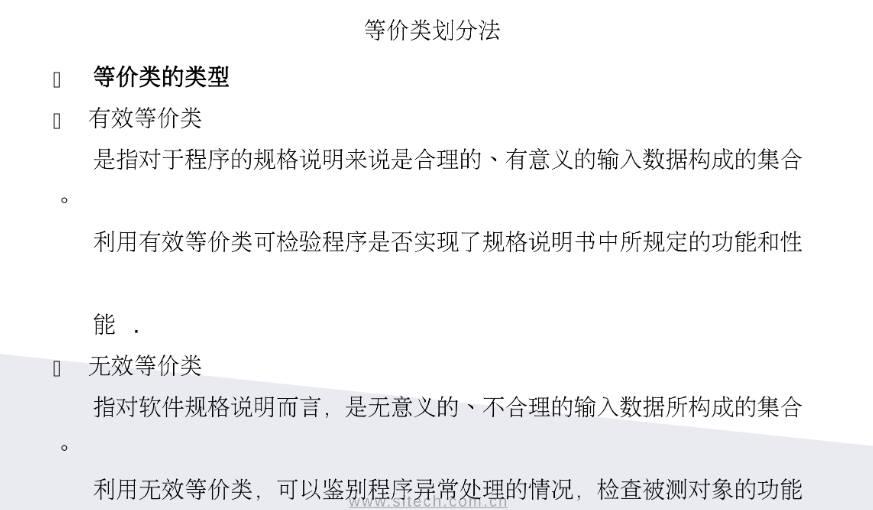 等价类划分法
等价类的类型
有效等价类
是指对于程序的规格说明来说是合理的、有意义的输入数据构成的集合
。
利用有效等价类可检验程序是否实现了规格说明书中所规定的功能和性
能 .
无效等价类
指对软件规格说明而言，是无意义的、不合理的输入数据所构成的集合
。
利用无效等价类，可以鉴别程序异常处理的情况，检查被测对象的功能
www.sitech.com.cn